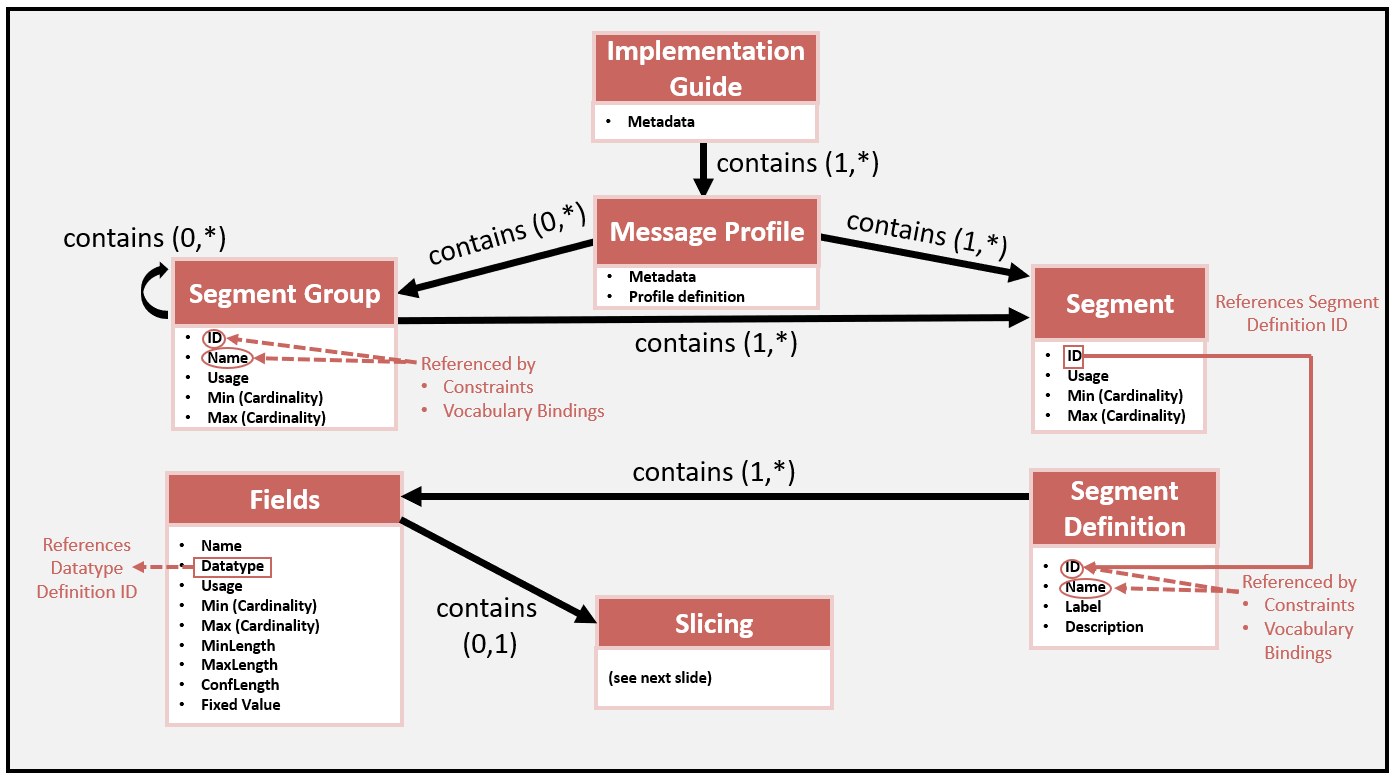 Implementation
Guide
• Metadata
contains (1,*)
Message Profile
• Metadata
• Profile definition
contains (0,*)
contains (1,*)
contains (0,*)
Segment Group
• ID
• Name
• Usage
• Min (Cardinality)
• Max (Cardinality)
Referenced by
• Constraints
• Vocabulary Bindings
contains (1,*)
Segment
• ID
• Usage
• Min (Cardinality)
• Max (Cardinality)
References Segment
Definition ID
contains (1,*)
Fields
• Name
• Datatype
• Usage
• Min (Cardinality)
• Max (Cardinality)
• MinLength
• MaxLength
• ConfLength
• Fixed Value
References
Datatype
Definition ID
contains
(0,1)
Slicing
(see next slide)
Segment
Definition
• ID
• Name
• Label
• Description
Referenced by
• Constraints
• Vocabulary
Bindings